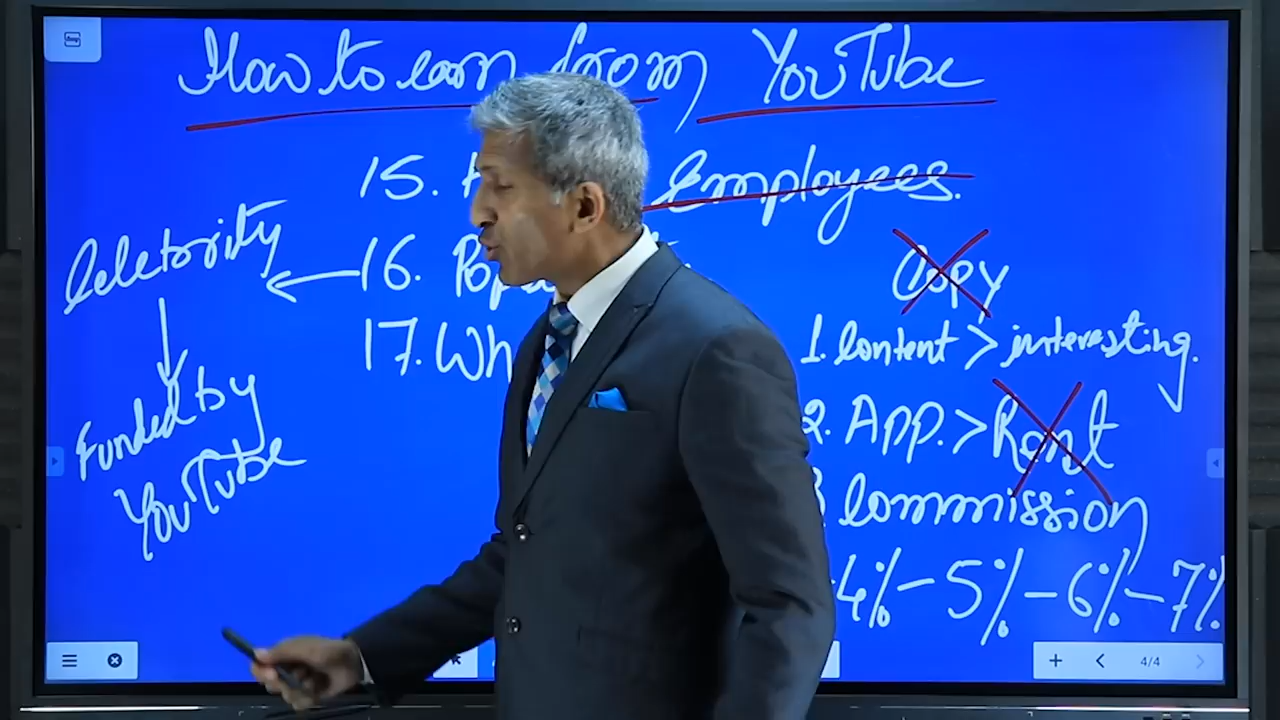 How to earn from YouTube
15. Employees.
Celebrity
16.
Copy
17.
1. Content > interesting.
Funded by
YouTube
2. App. > Rent
Commission
4% - 5% - 6% - 7%
4/4